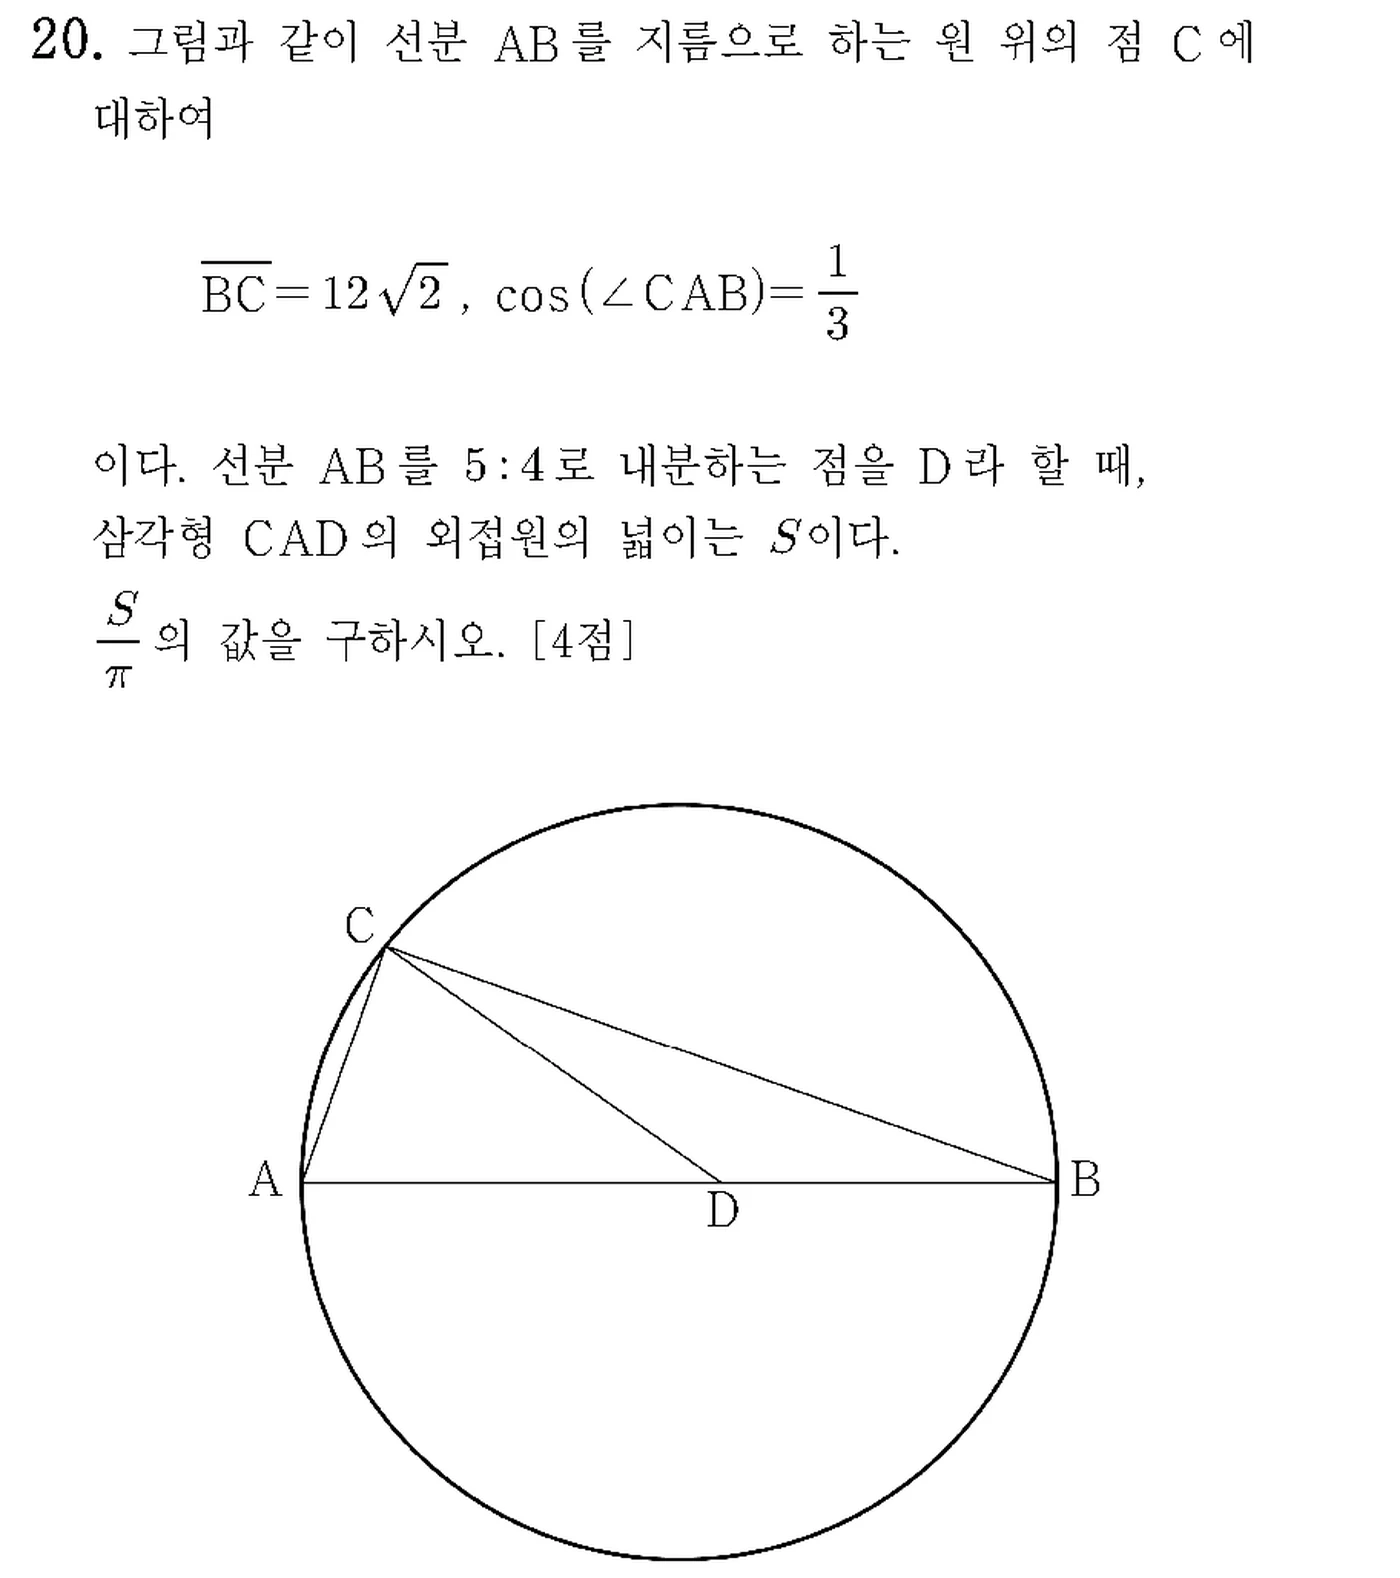 20. 그림과 같이 선분 AB를 지름으로 하는 원 위의 점 C에
대하여
BC=12√2, cos(∠CAB)=1/3
이다. 선분 AB를 5:4로 내분하는 점을 D라 할 때,
삼각형 CAD의 외접원의 넓이는 S이다.
S/π의 값을 구하시오. [4점]
C
A
B
D